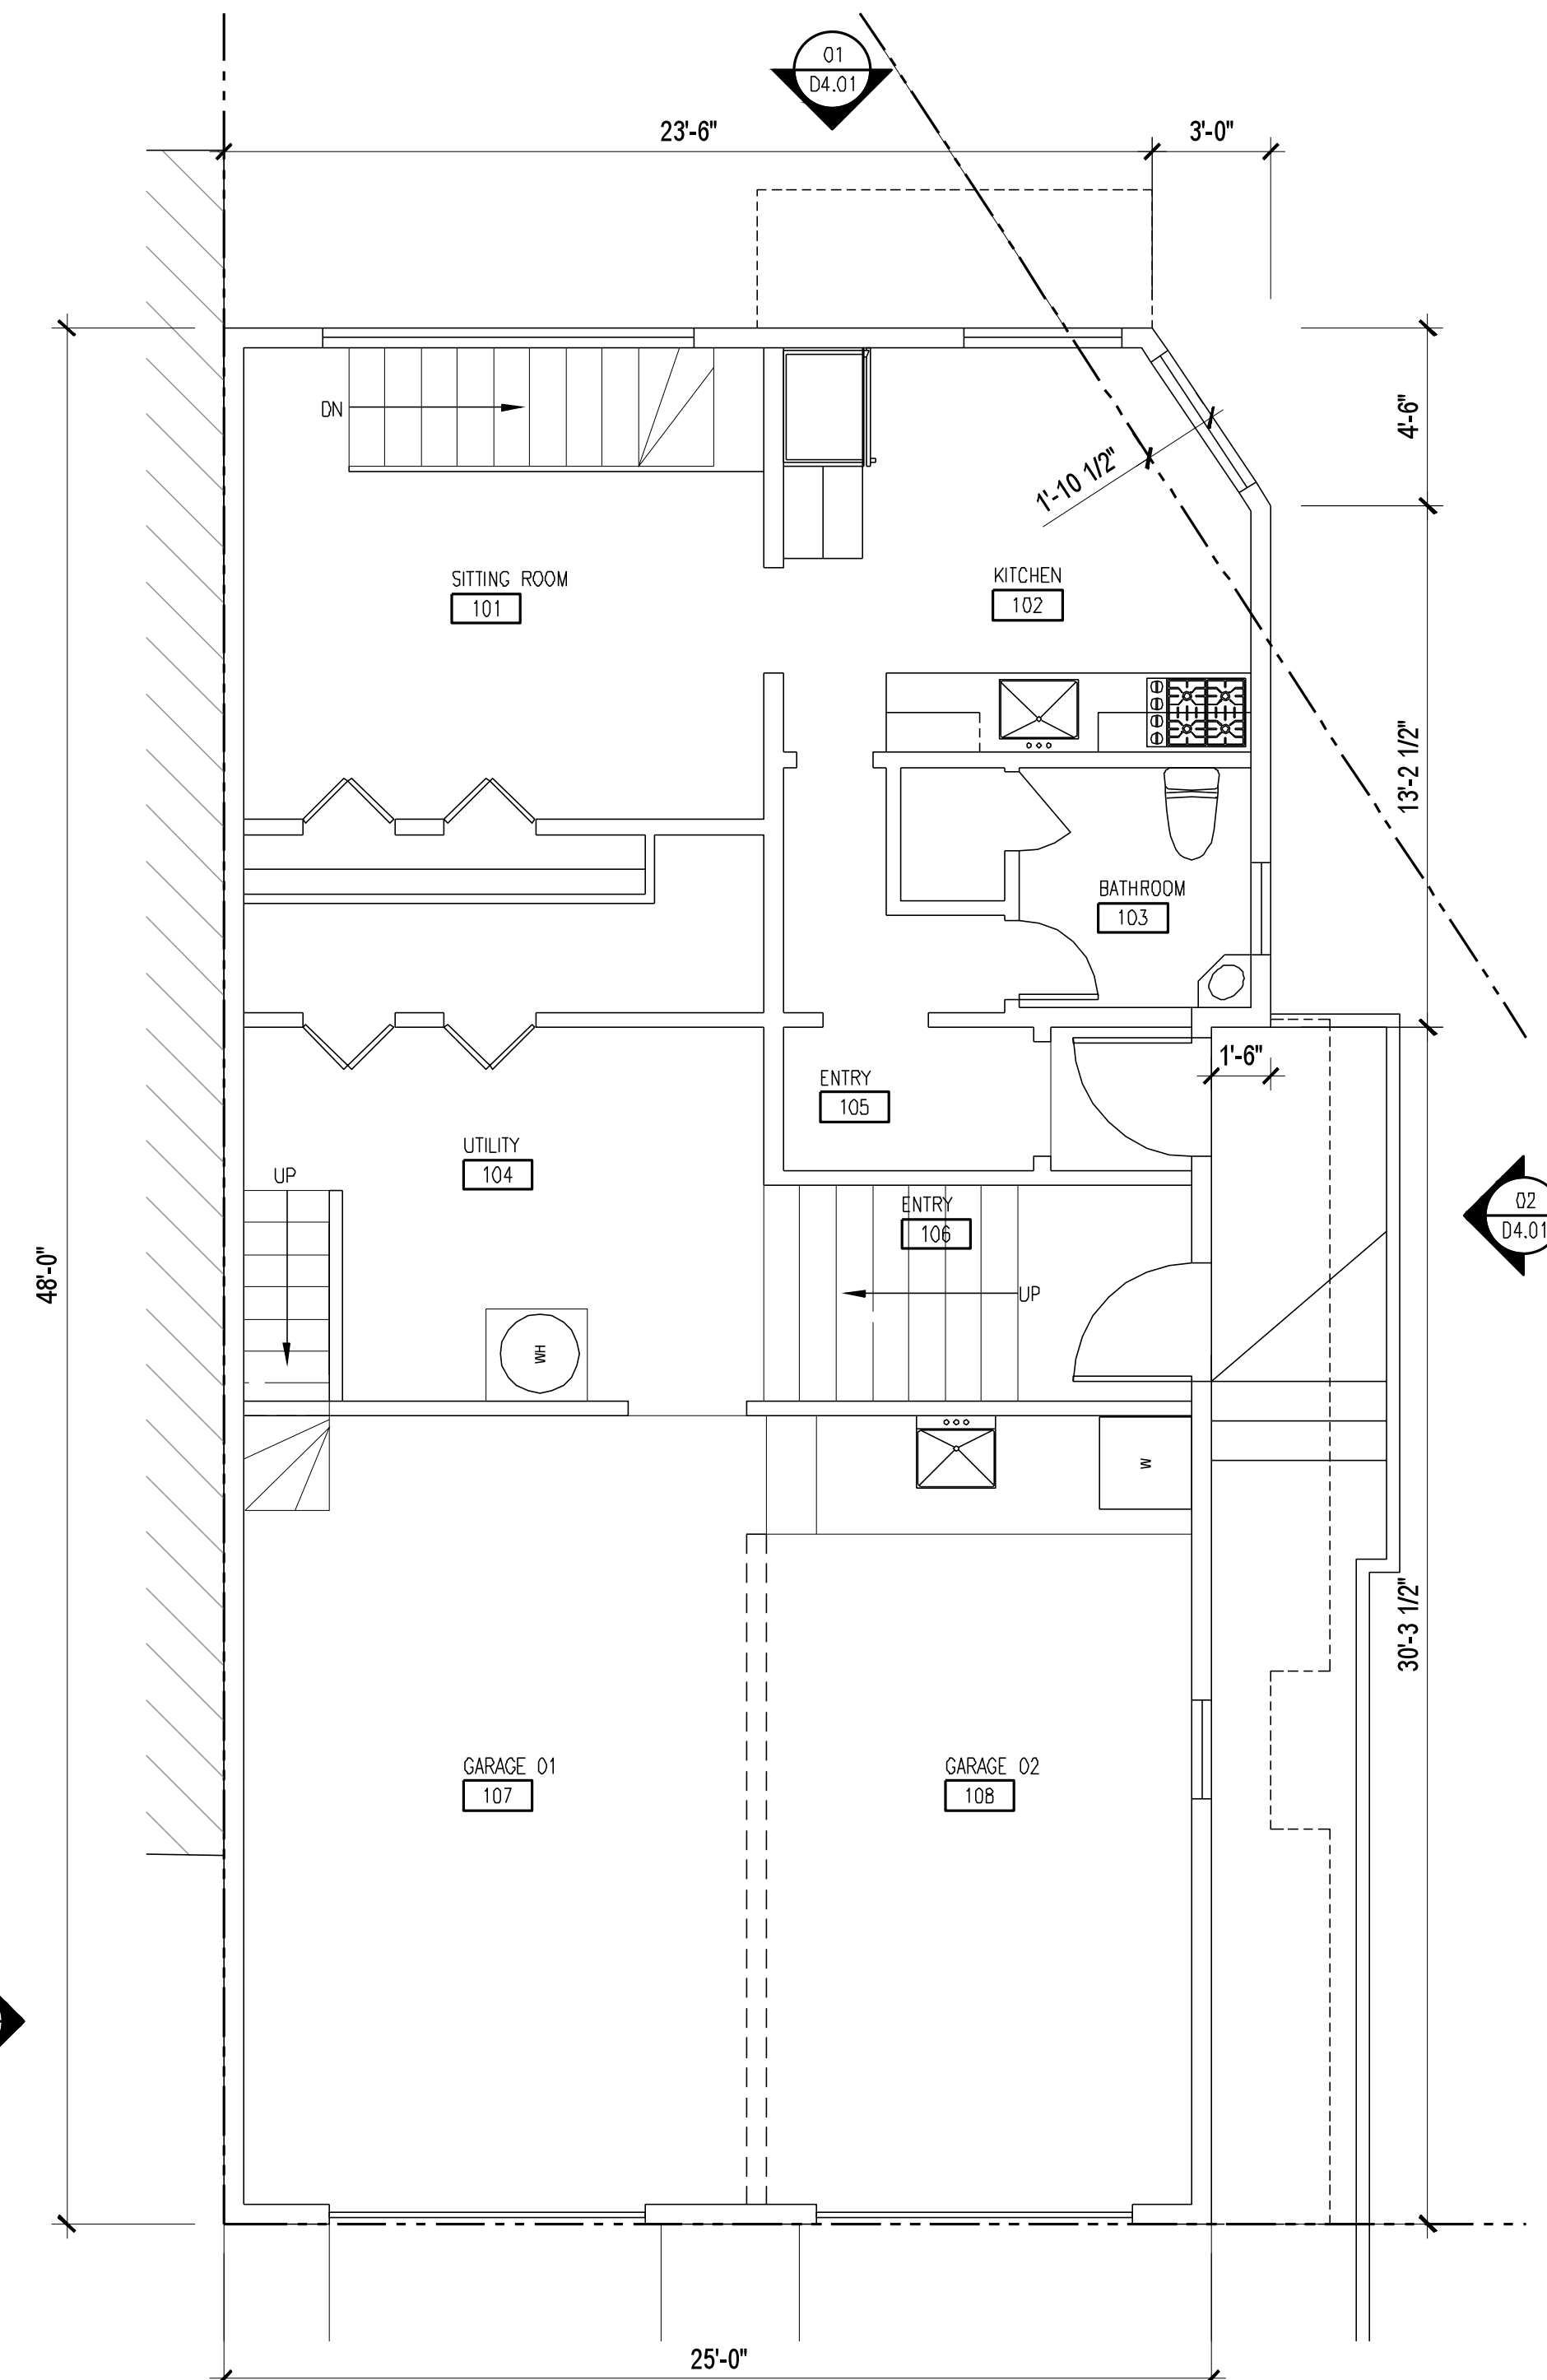 01
D4.01
23'-6"
3'-0"
DN
4'-6"
1'-10 1/2"
SITTING ROOM
101
KITCHEN
102
13'-2 1/2"
BATHROOM
103
1'-6"
ENTRY
105
UTILITY
104
UP
ENTRY
106
02
D4.01
48'-0"
UP
WH
W
30'-3 1/2"
GARAGE 01
107
GARAGE 02
108
25'-0"